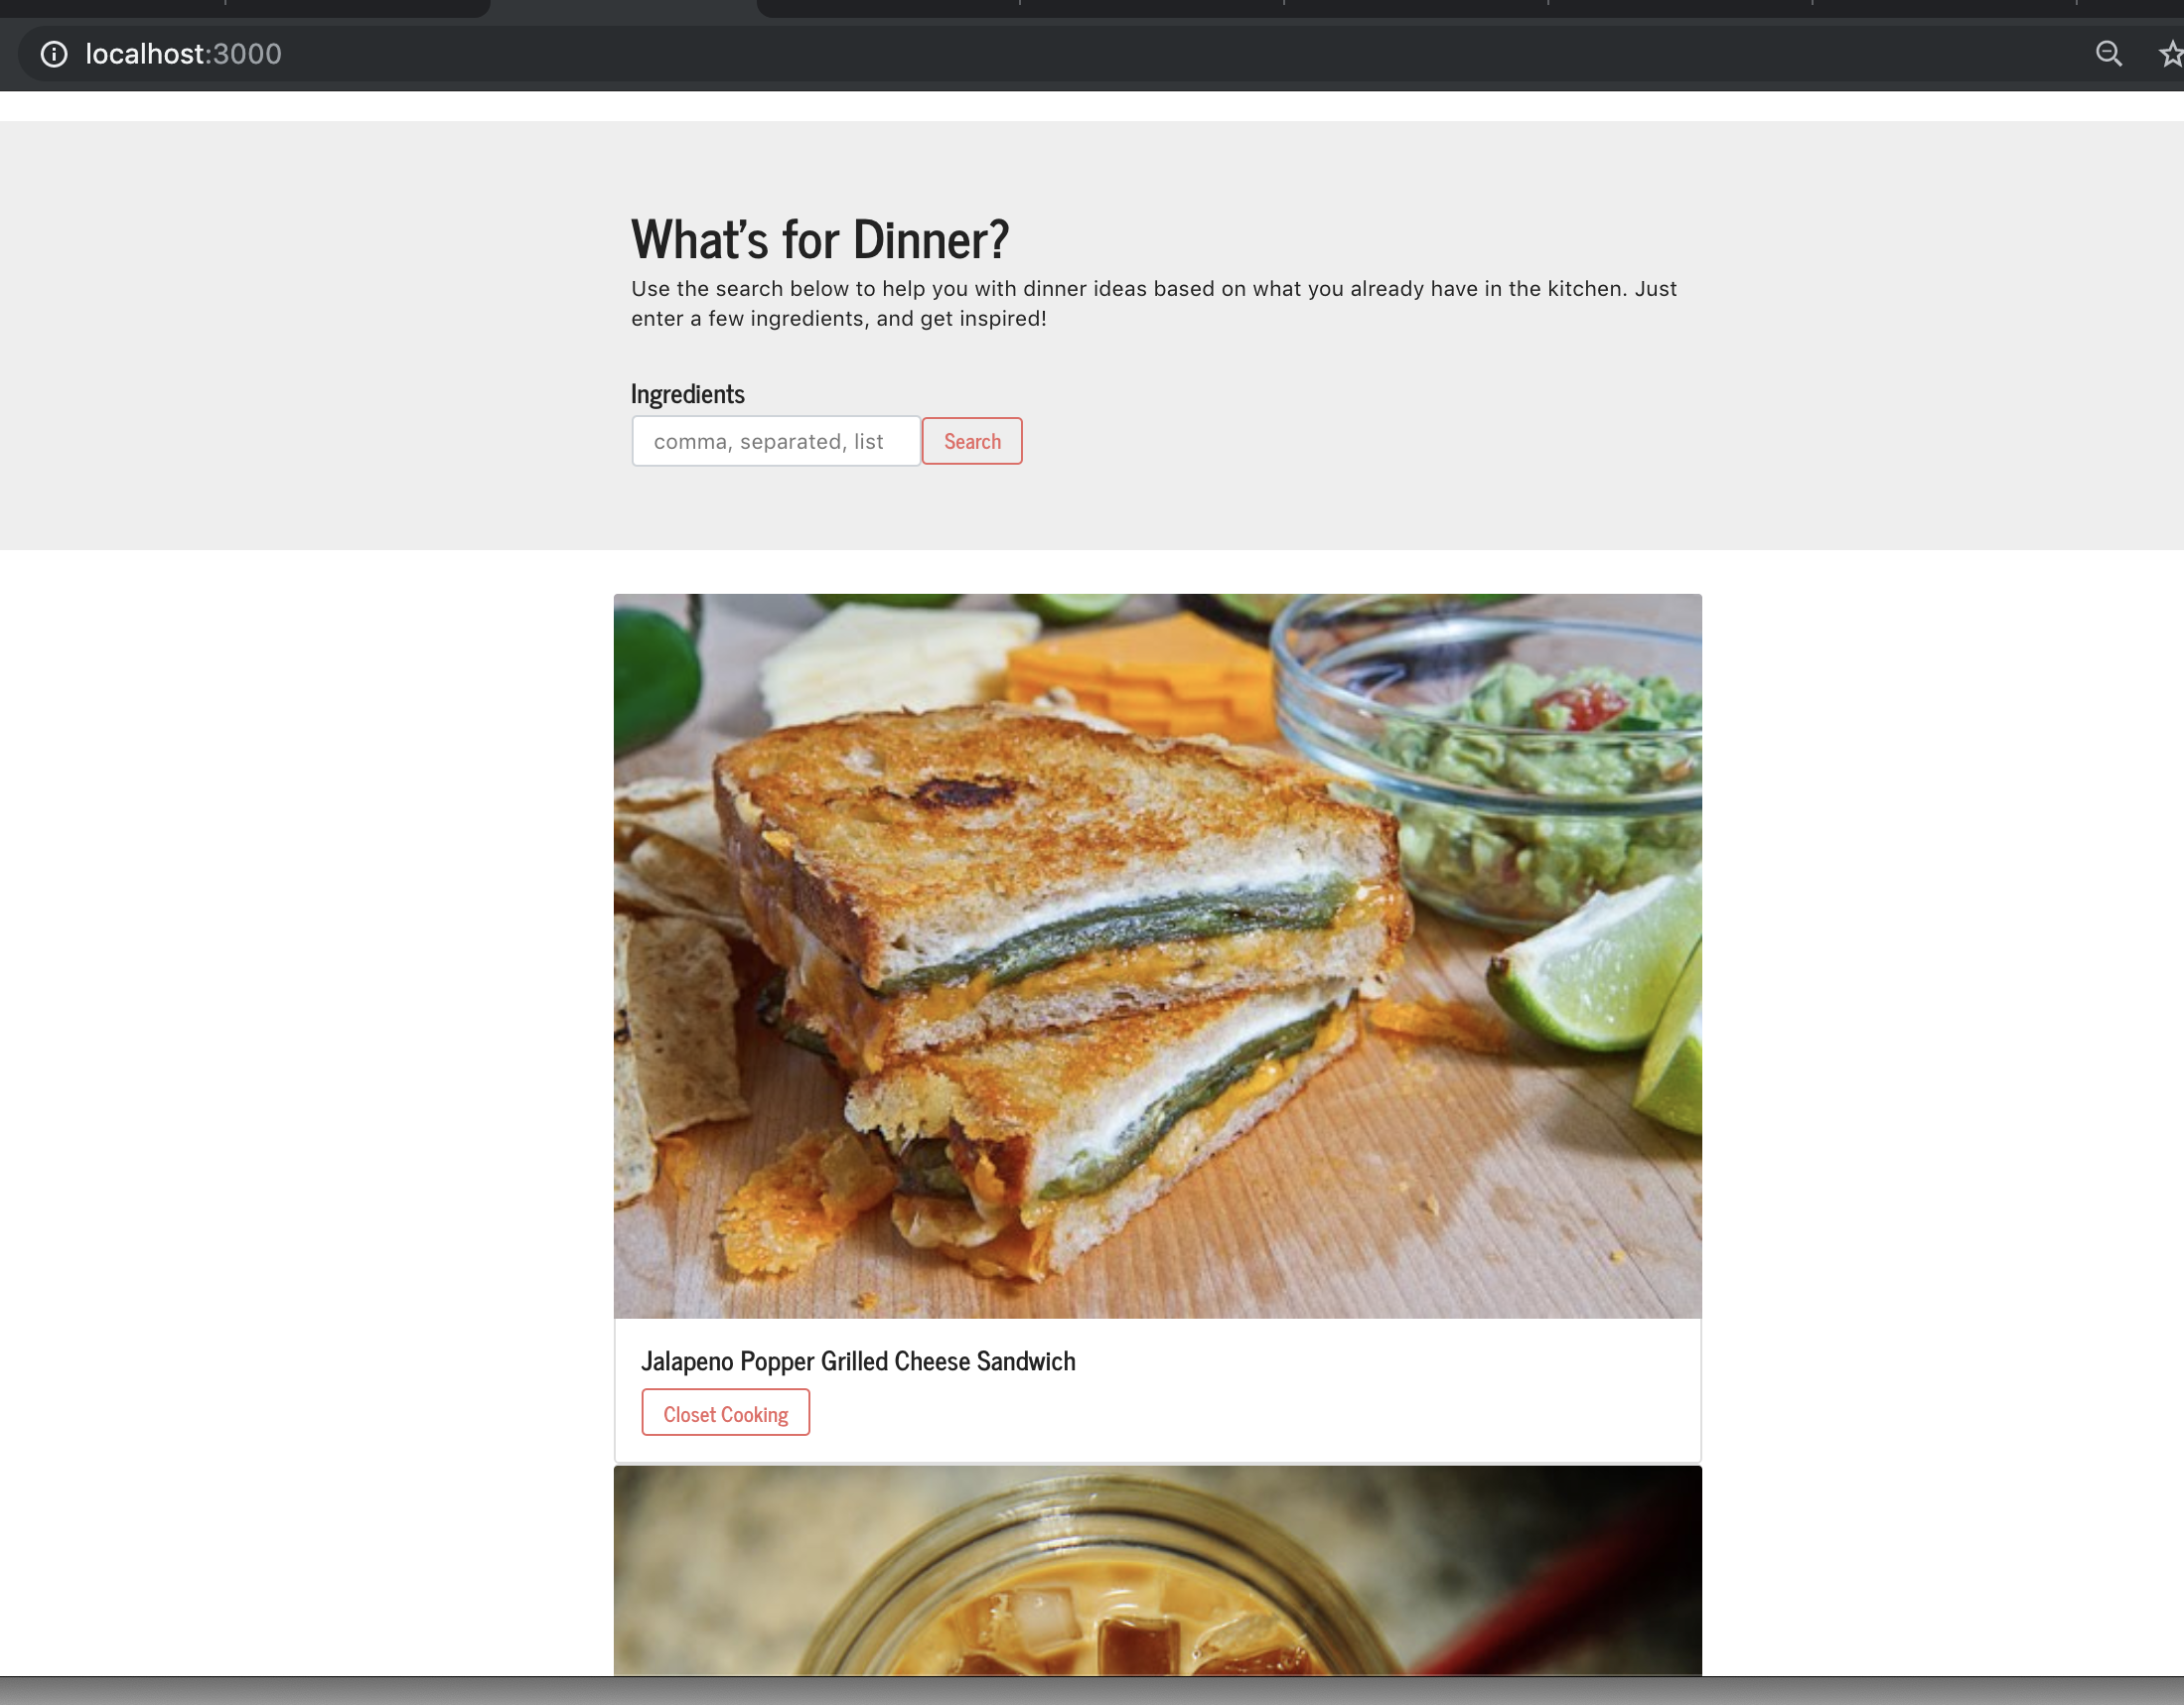 localhost:3000
What's for Dinner?
Use the search below to help you with dinner ideas based on what you already have in the kitchen. Just
enter a few ingredients, and get inspired!
Ingredients
comma, separated, list
Search
Jalapeno Popper Grilled Cheese Sandwich
Closet Cooking